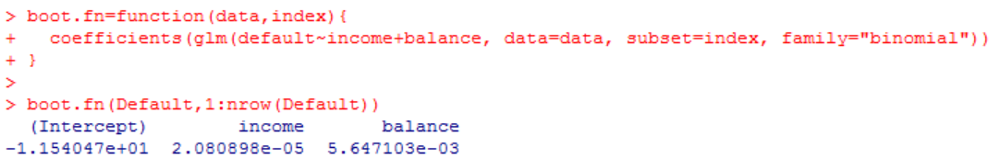 > boot.fn=function(data,index){
+   coefficients(glm(default~income+balance, data=data, subset=index, family="binomial"))
+ }
>
> boot.fn(Default,1:nrow(Default))
  (Intercept)        income       balance
-1.154047e+01  2.080898e-05  5.647103e-03